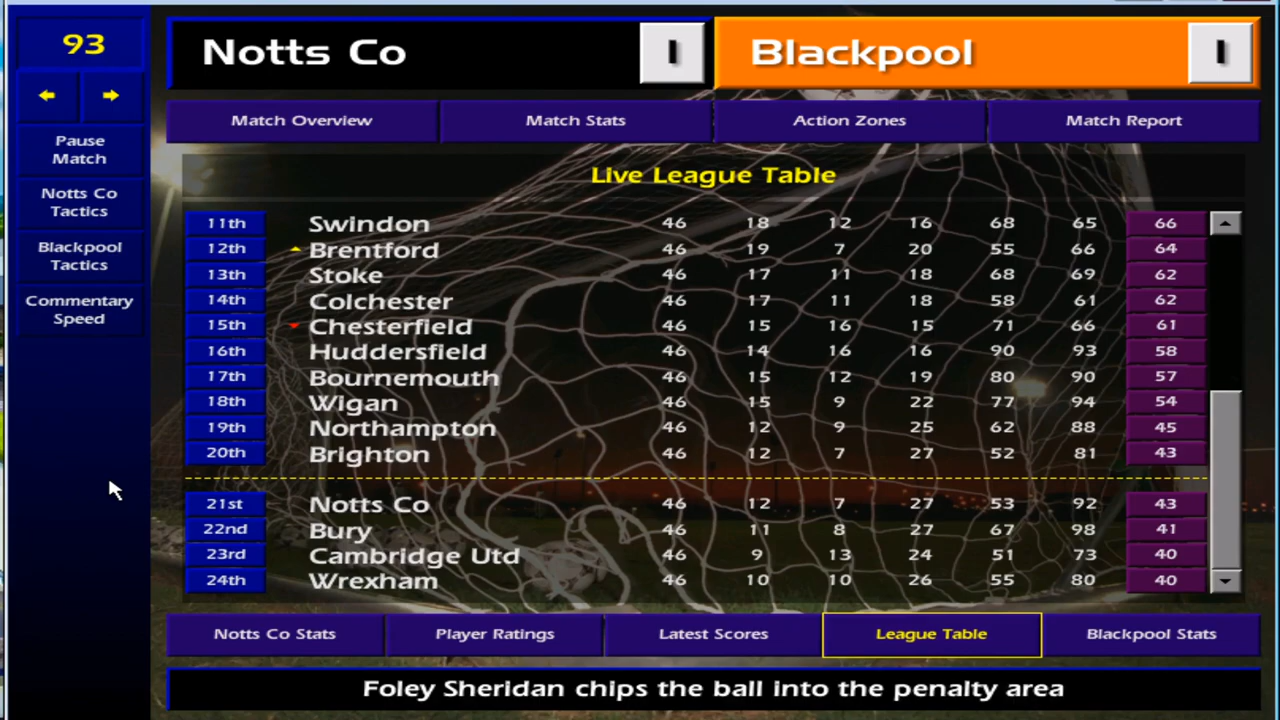 93
Notts Co 1 Blackpool 1
Pause
Match
Notts Co
Tactics
Blackpool
Tactics
Commentary
Speed
Match Overview Match Stats Action Zones Match Report
Live League Table
11th Swindon 46 18 12 16 68 65 66
12th Brentford 46 19 7 20 55 66 64
13th Stoke 46 17 11 18 68 69 62
14th Colchester 46 17 11 18 58 61 62
15th Chesterfield 46 15 16 15 71 66 61
16th Huddersfield 46 14 16 16 90 93 58
17th Bournemouth 46 15 12 19 80 90 57
18th Wigan 46 15 9 22 77 94 54
19th Northampton 46 12 9 25 62 88 45
20th Brighton 46 12 7 27 52 81 43
21st Notts Co 46 12 7 27 53 92 43
22nd Bury 46 11 8 27 67 98 41
23rd Cambridge Utd 46 9 13 24 51 73 40
24th Wrexham 46 10 10 26 55 80 40
Notts Co Stats Player Ratings Latest Scores League Table Blackpool Stats
Foley Sheridan chips the ball into the penalty area